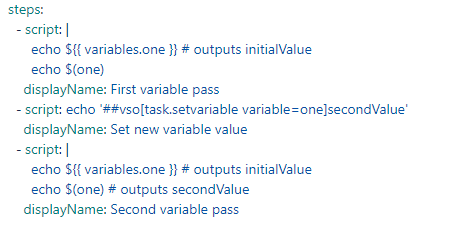 steps:
- script: |
echo ${{ variables.one }} # outputs initialValue
echo $(one)
displayName: First variable pass
- script: echo '##vso[task.setvariable variable=one]secondValue'
displayName: Set new variable value
- script: |
echo ${{ variables.one }} # outputs initialValue
echo $(one) # outputs secondValue
displayName: Second variable pass